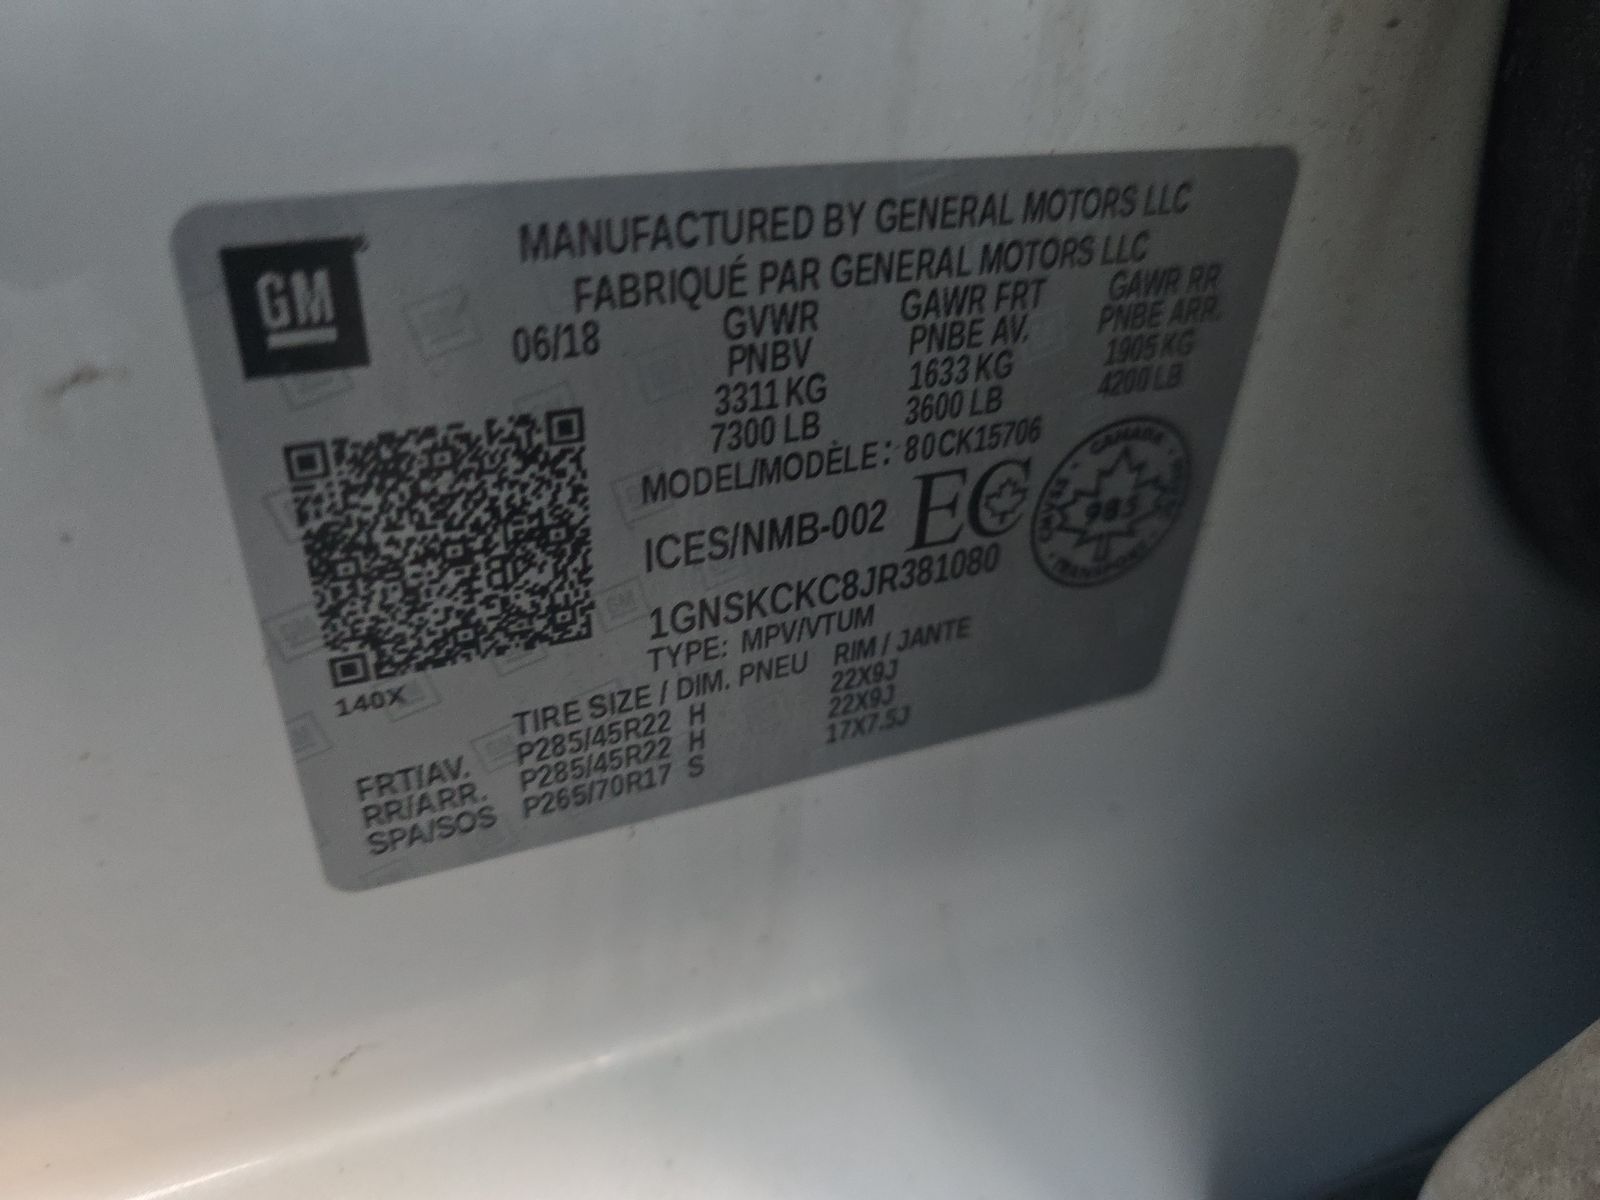 GM
MANUFACTURED BY GENERAL MOTORS LLC
FABRIQUÉ PAR GENERAL MOTORS LLC
06/18 GVWR GAWR FRT GAWR RR
PNBV PNBE AV. PNBE ARR.
3311 KG 1633 KG 1905 KG
7300 LB 3600 LB 4200 LB
MODEL/MODÈLE: 80CK15706
ICES/NMB-002 EC
CANADA
TRANSPORT
1GNSKCKC8JR381080
TYPE: MPV/VTUM
140X
TIRE SIZE / DIM. PNEU RIM / JANTE
FRT/AV. P285/45R22 H 22X9J
RR/ARR. P285/45R22 H 22X9J
SPA/SOS P265/70R17 S 17X7.5J